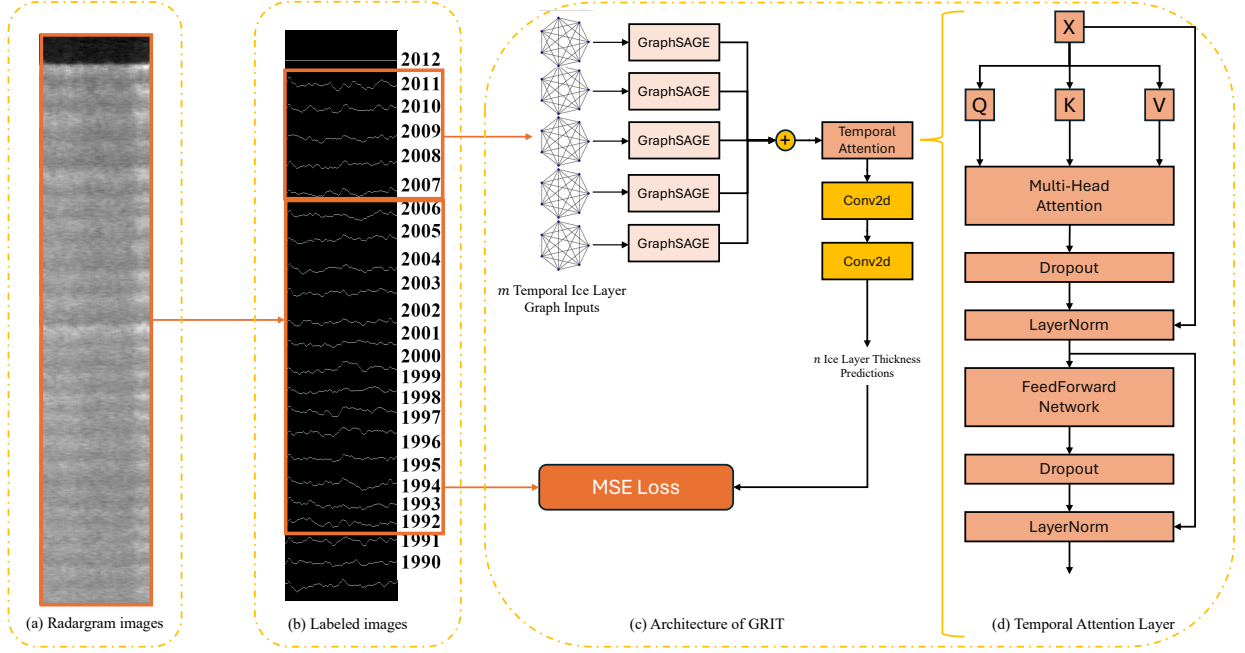 2012
2011
2010
2009
2008
2007
2006
2005
2004
2003
2002
2001
2000
1999
1998
1997
1996
1995
1994
1993
1992
1991
1990
GraphSAGE
GraphSAGE
GraphSAGE
GraphSAGE
GraphSAGE
m Temporal Ice Layer
Graph Inputs
+
Temporal
Attention
Conv2d
Conv2d
n Ice Layer Thickness
Predictions
MSE Loss
X
Q
K
V
Multi-Head
Attention
Dropout
LayerNorm
FeedForward
Network
Dropout
LayerNorm
(a) Radargram images
(b) Labeled images
(c) Architecture of GRIT
(d) Temporal Attention Layer